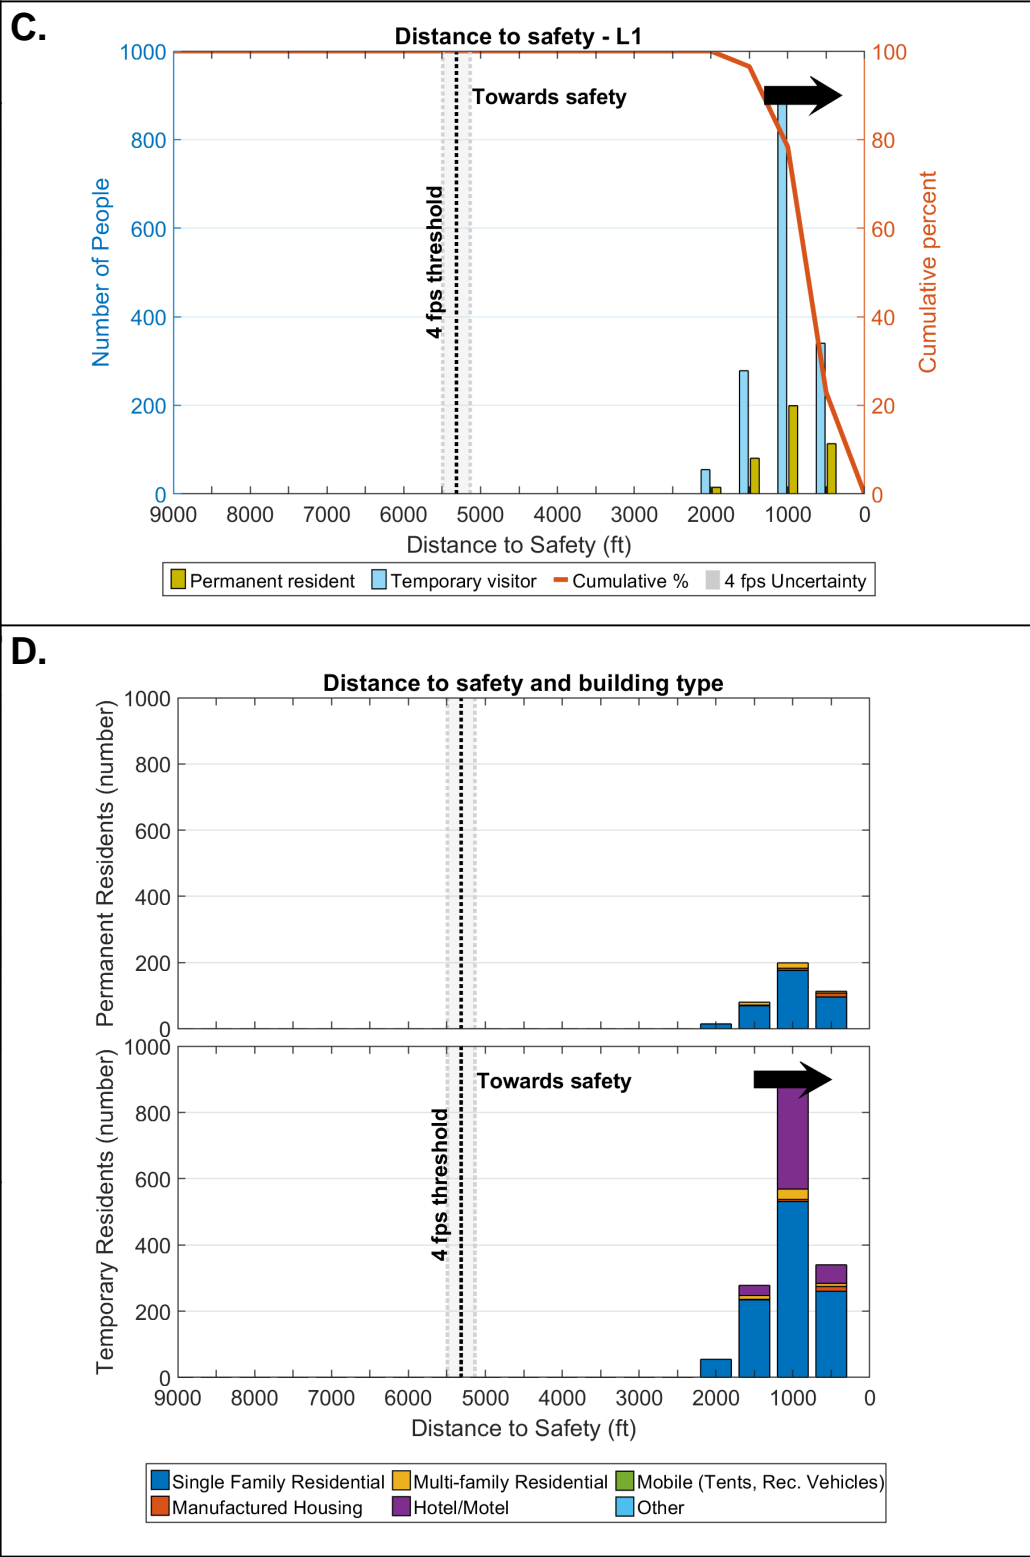 C.
Distance to safety - L1
1000
800
600
400
200
0
Number of People
100
80
60
40
20
0
Cumulative percent
Towards safety
4 fps threshold
9000 8000 7000 6000 5000 4000 3000 2000 1000 0
Distance to Safety (ft)
Permanent resident Temporary visitor Cumulative % 4 fps Uncertainty
D.
Distance to safety and building type
1000
800
600
400
200
0
Permanent Residents (number)
1000
800
600
400
200
0
Temporary Residents (number)
Towards safety
4 fps threshold
9000 8000 7000 6000 5000 4000 3000 2000 1000 0
Distance to Safety (ft)
Single Family Residential Multi-family Residential Mobile (Tents, Rec. Vehicles)
Manufactured Housing Hotel/Motel Other